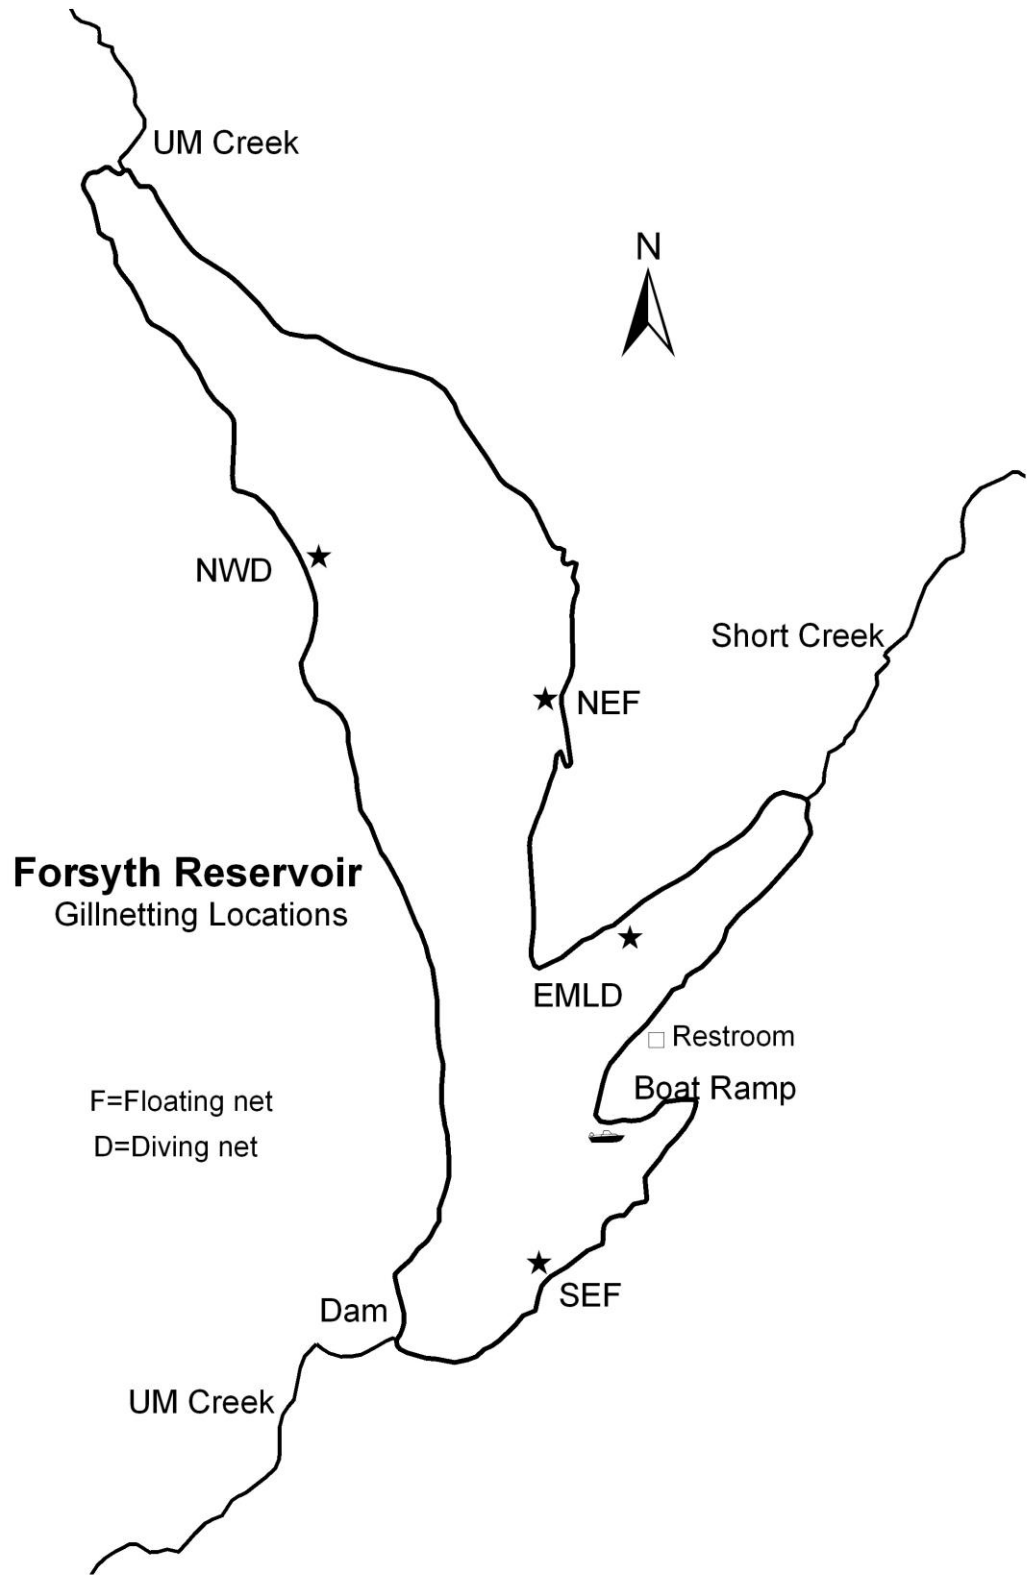 UM Creek
N
NWD
Short Creek
NEF
Forsyth Reservoir
Gillnetting Locations
EMLD
Restroom
Boat Ramp
F=Floating net
D=Diving net
SEF
Dam
UM Creek